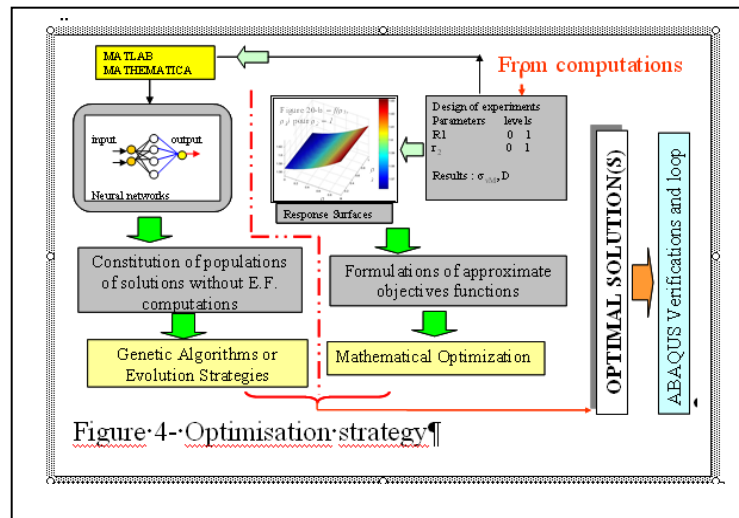 MATLAB
MATHEMATICA
From computations
input
output
Neural networks
Response Surfaces
Design of experiments
Parameters levels
R1 0 1
r2 0 1
Results : σvM, D
Constitution of populations
of solutions without E.F.
computations
Formulations of approximate
objectives functions
Genetic Algorithms or
Evolution Strategies
Mathematical Optimization
OPTIMAL SOLUTION(S)
ABAQUS Verifications and loop
Figure·4-·Optimisation·strategy¶